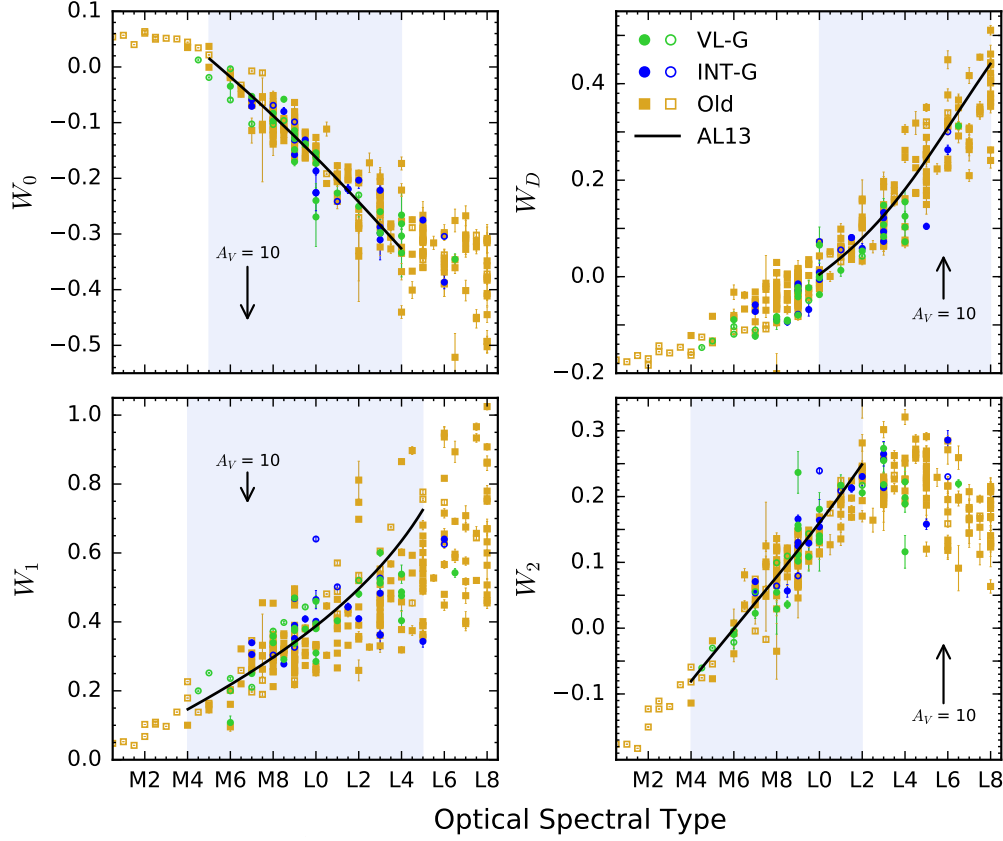 0.0
−0.1
−0.2
−0.3
−0.4
−0.5
W0
AV = 10
0.4
0.2
0.0
−0.2
WD
VL-G
INT-G
Old
AL13
AV = 10
1.0
0.8
0.6
0.4
0.2
0.0
W1
AV = 10
M2 M4 M6 M8 L0 L2 L4 L6 L8
0.3
0.2
0.1
0.0
−0.1
W2
AV = 10
M2 M4 M6 M8 L0 L2 L4 L6 L8
Optical Spectral Type